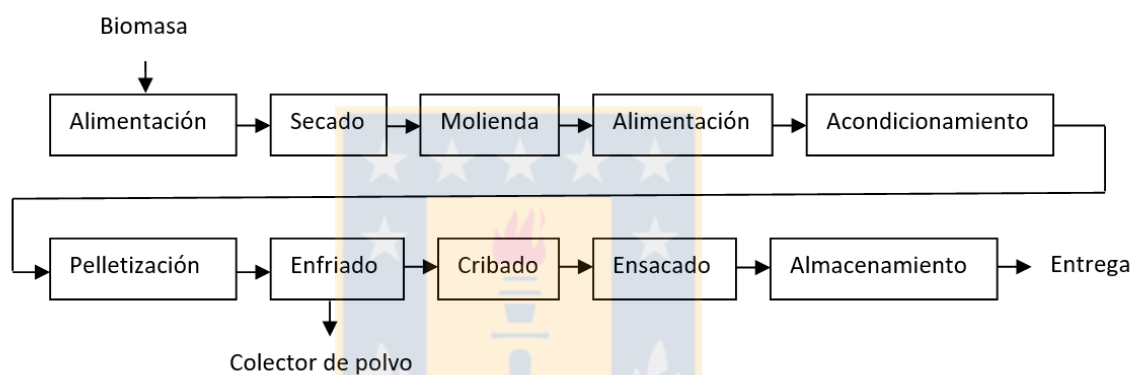 Biomasa
Alimentación
Secado
Molienda
Alimentación
Acondicionamiento
Pelletización
Enfriado
Cribado
Ensacado
Almacenamiento
Entrega
Colector de polvo